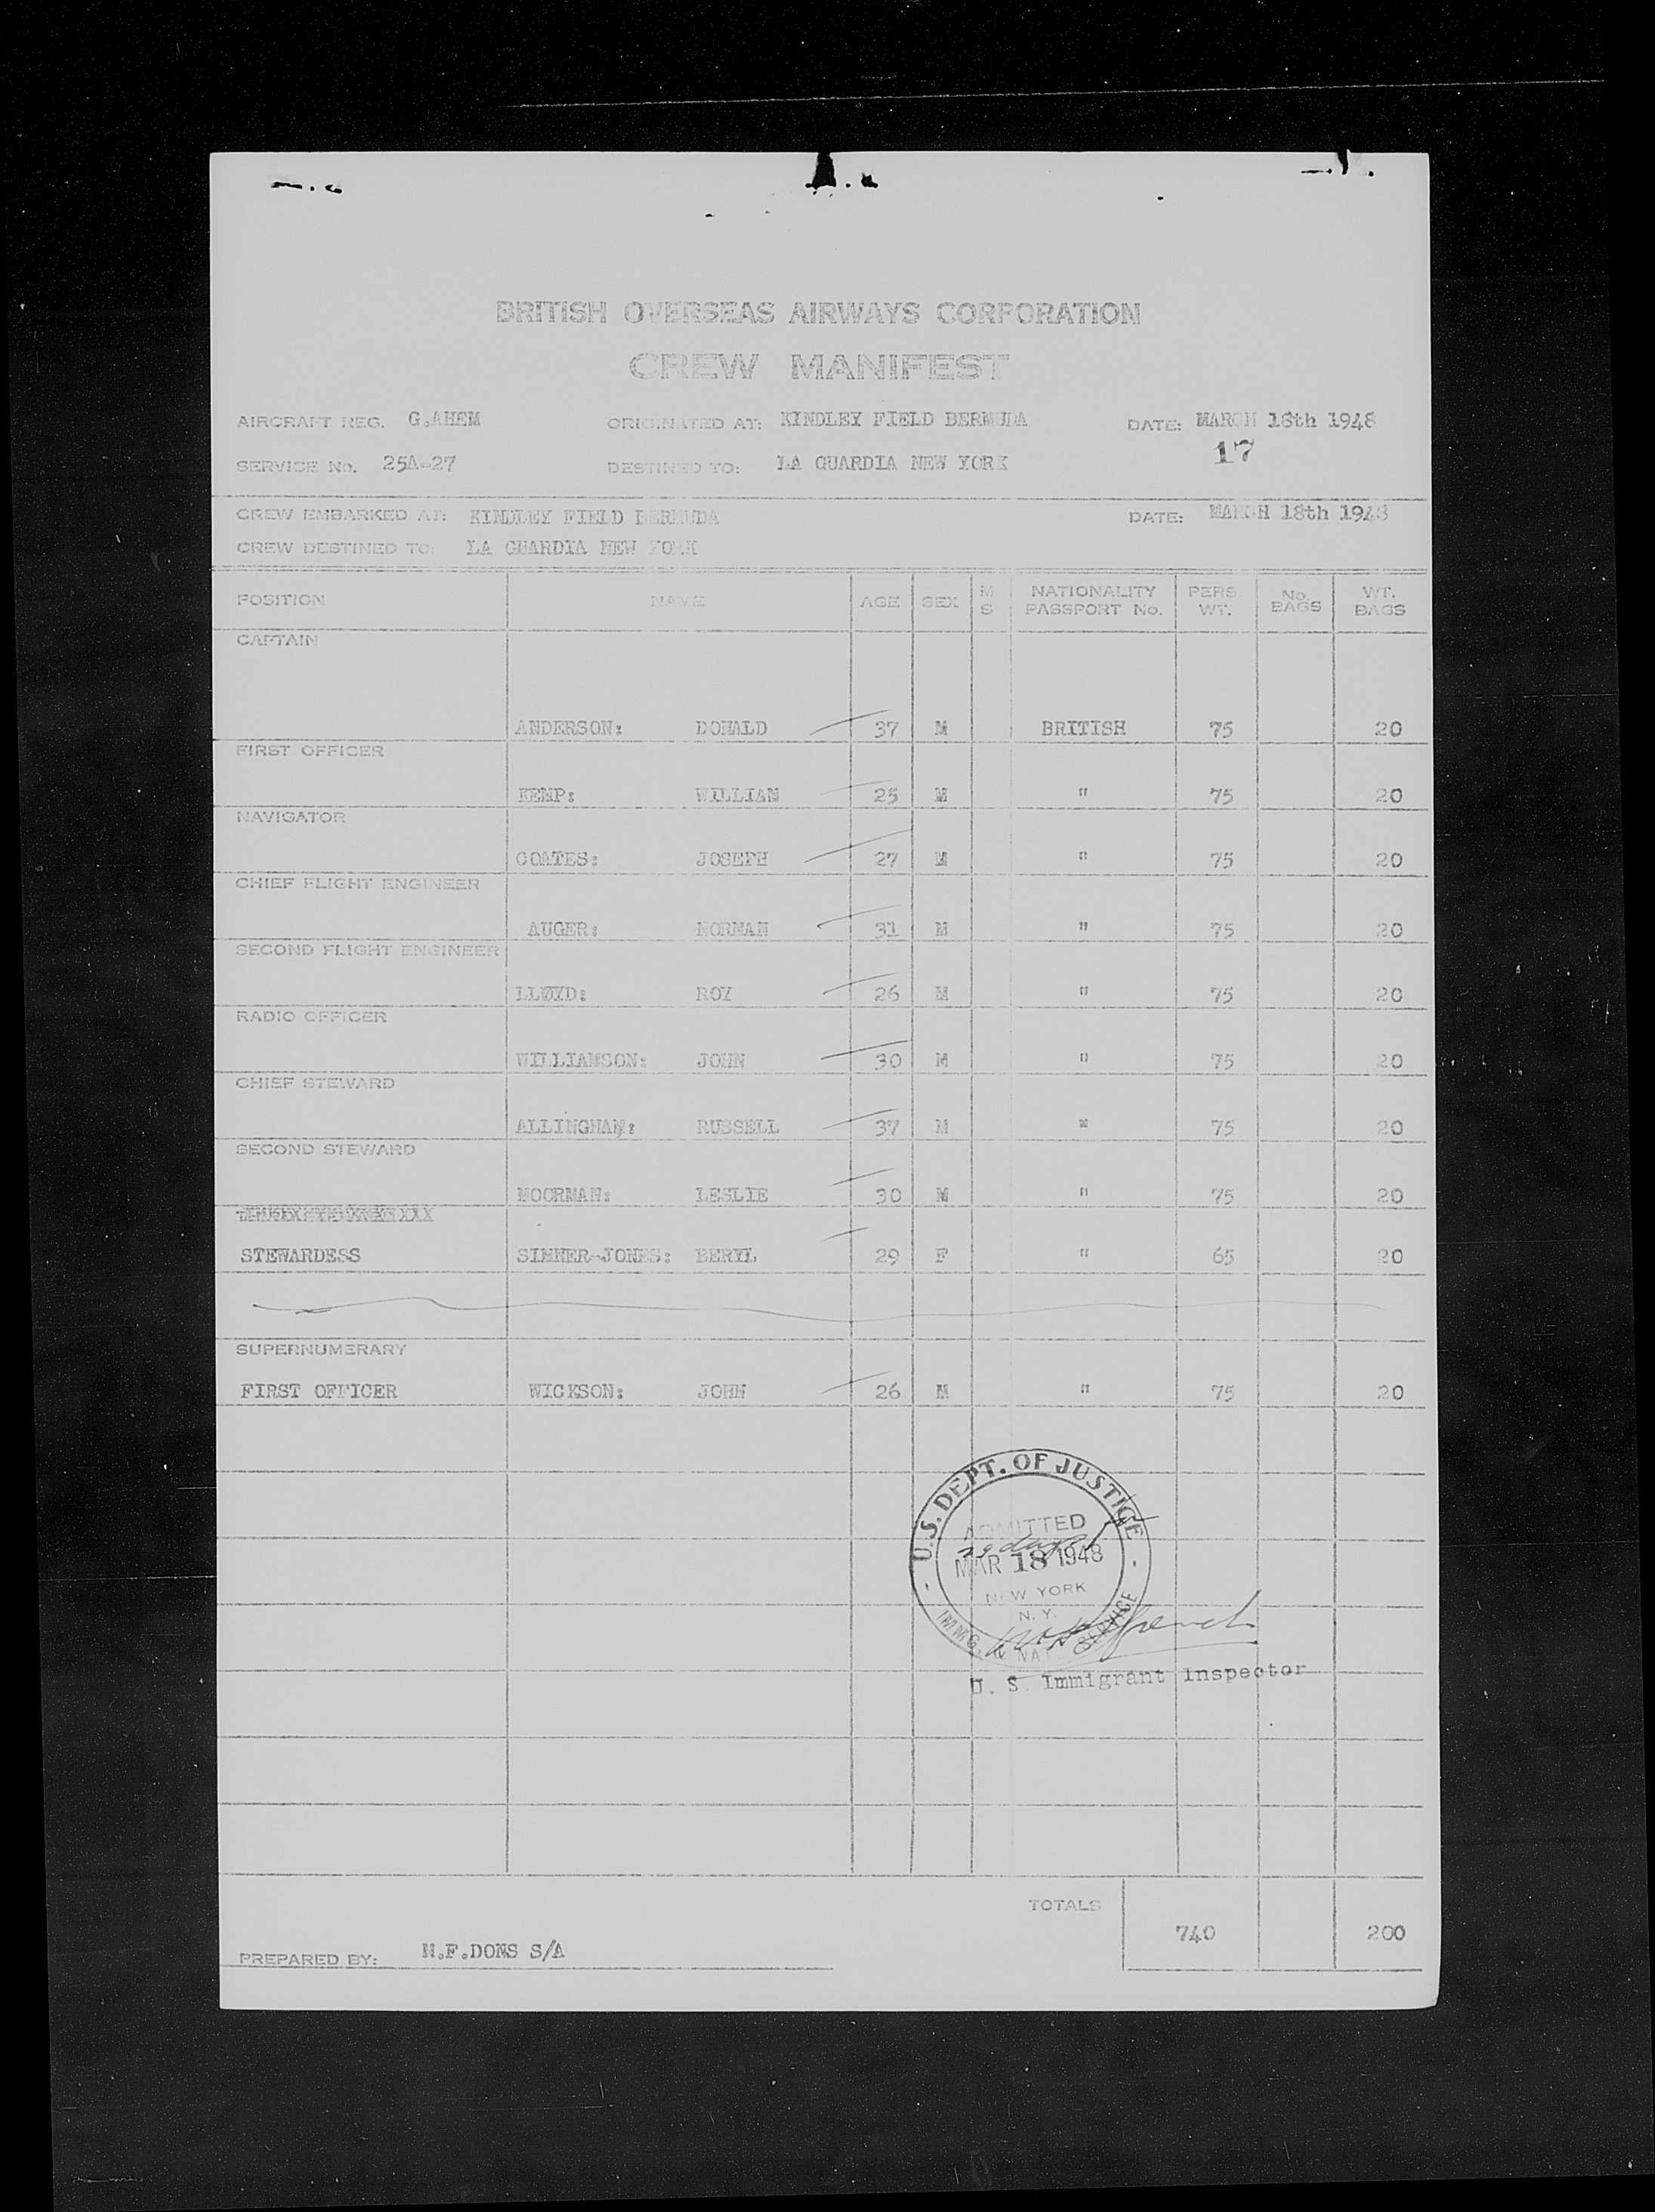 BRITISH OVERSEAS AIRWAYS CORPORATION
CREW MANIFEST
AIRCRAFT REG. G.AHEM ORIGINATED AT: KINDLEY FIELD BERMUDA DATE: MARCH 18th 1948
SERVICE No. 25A-27 DESTINED TO: LA GUARDIA NEW YORK 17
CREW EMBARKED AT: KINDLEY FIELD BERMUDA DATE: MARCH 18th 1948
CREW DESTINED TO: LA GUARDIA NEW YORK
POSITION NAME AGE SEX M S NATIONALITY PASSPORT No. PERS. WT. No. BAGS WT. BAGS
CAPTAIN
ANDERSON: DONALD 37 M BRITISH 75 20
FIRST OFFICER
KEMP: WILLIAM 25 M " 75 20
NAVIGATOR
COATES: JOSEPH 27 M " 75 20
CHIEF FLIGHT ENGINEER
AUGER: NORMAN 31 M " 75 20
SECOND FLIGHT ENGINEER
LLOYD: ROY 26 M " 75 20
RADIO OFFICER
WILLIAMSON: JOHN 30 M " 75 20
CHIEF STEWARD
ALLINGHAM: RUSSELL 37 M " 75 20
SECOND STEWARD
MOORMAN: LESLIE 30 M " 75 20
STEWARDESS SIMNER-JONES: BERYL 29 F " 65 20
SUPERNUMERARY
FIRST OFFICER WICKSON: JOHN 26 M " 75 20
U.S. DEPT. OF JUSTICE
ADMITTED
29 days
MAR 18 1948
NEW YORK
N. Y.
IMMG. & NAT. SERVICE
U. S. Immigrant Inspector
TOTALS
740 200
PREPARED BY: M.F.DONS S/A